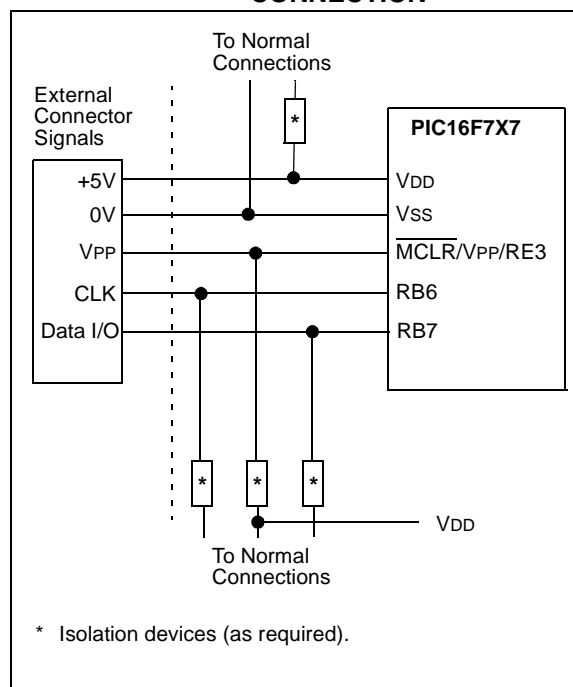 CONNECTION
To Normal
Connections
External
Connector
Signals
*
PIC16F7X7
+5V
VDD
0V
VSS
VPP
MCLR/VPP/RE3
CLK
RB6
Data I/O
RB7
*
*
*
VDD
To Normal
Connections
* Isolation devices (as required).